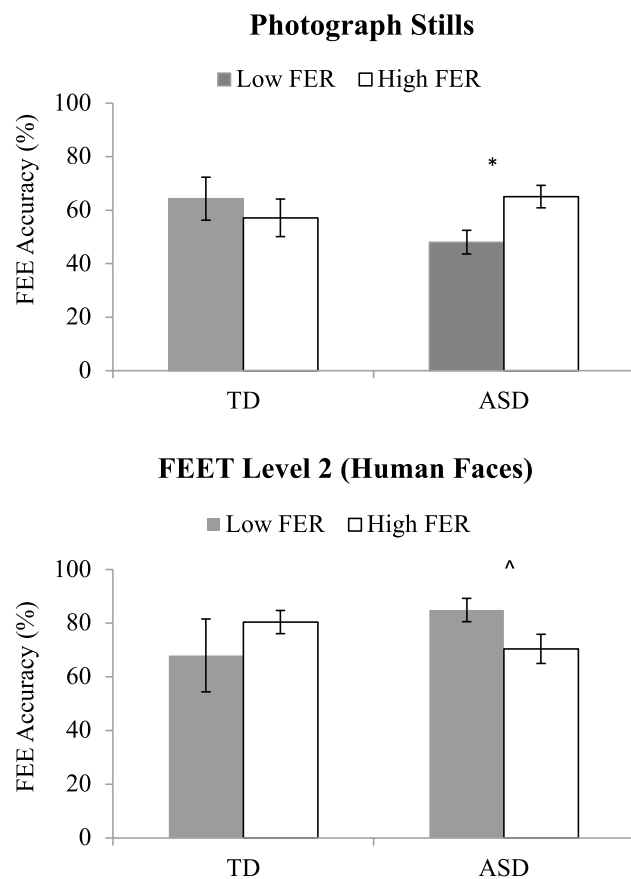 Photograph Stills
Low FER High FER
FEE Accuracy (%)
100
80
60
40
20
0
*
TD ASD
FEET Level 2 (Human Faces)
Low FER High FER
FEE Accuracy (%)
100
80
60
40
20
0
^
TD ASD